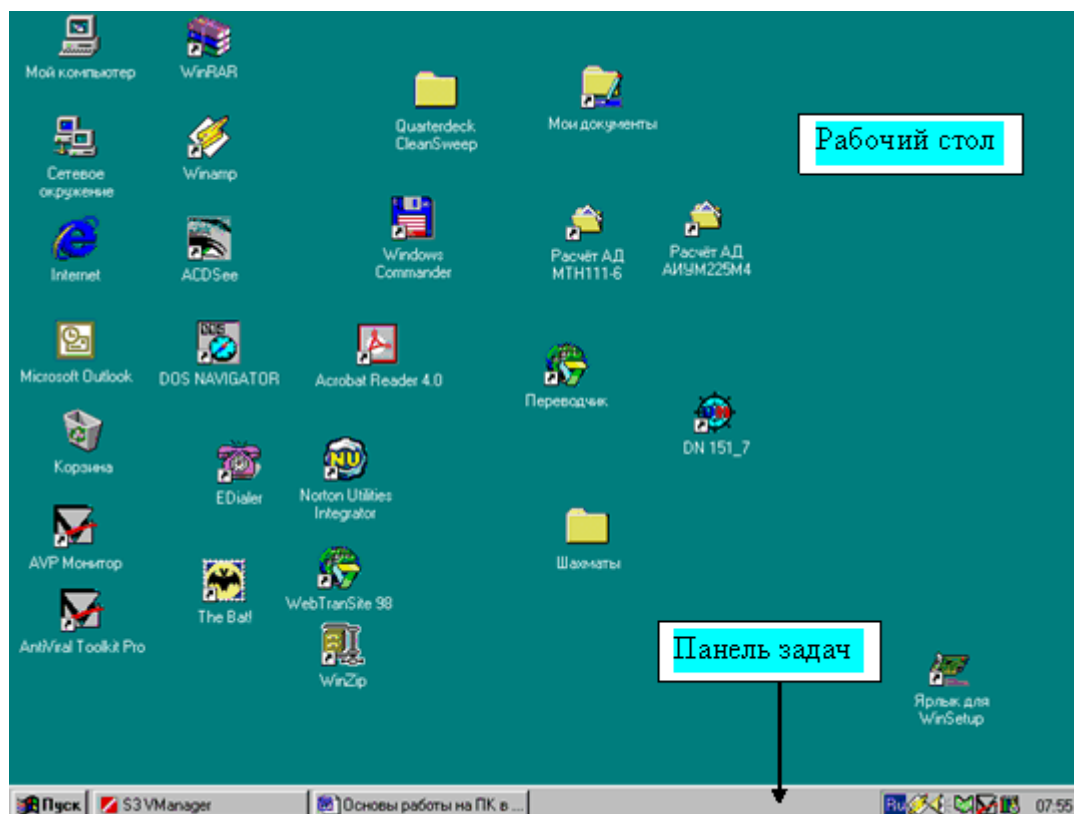 Мой компьютер
WinRAR
Quarterdeck
CleanSweep
Мои документы
Рабочий стол
Сетевое
окружение
Winamp
Internet
ACDSee
Windows
Commander
Расчёт АД
МТН111-6
Расчёт АД
АИУМ225М4
Microsoft Outlook
DOS
DOS NAVIGATOR
Acrobat Reader 4.0
Переводчик
DN 151_7
Корзина
EDialer
NU
Norton Utilities
Integrator
AVP Монитор
The Bat!
WebTranSite 98
Шахматы
AntiViral Toolkit Pro
WinZip
Панель задач
Ярлык для
WinSetup
Пуск
S3 VManager
Основы работы на ПК в ...
Ru
07:55